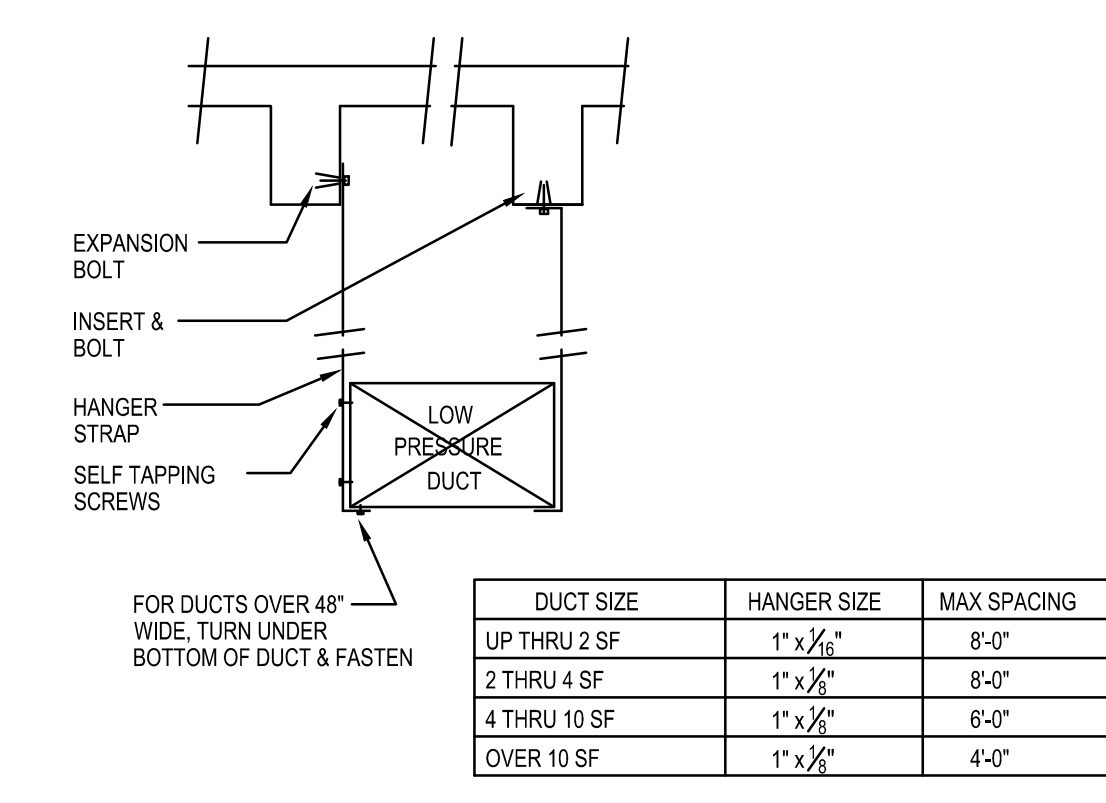 EXPANSION
BOLT
INSERT &
BOLT
HANGER
STRAP
SELF TAPPING
SCREWS
LOW
PRESSURE
DUCT
FOR DUCTS OVER 48"
WIDE, TURN UNDER
BOTTOM OF DUCT & FASTEN
DUCT SIZE HANGER SIZE MAX SPACING
UP THRU 2 SF 1" x 1/16" 8'-0"
2 THRU 4 SF 1" x 1/8" 8'-0"
4 THRU 10 SF 1" x 1/8" 6'-0"
OVER 10 SF 1" x 1/8" 4'-0"